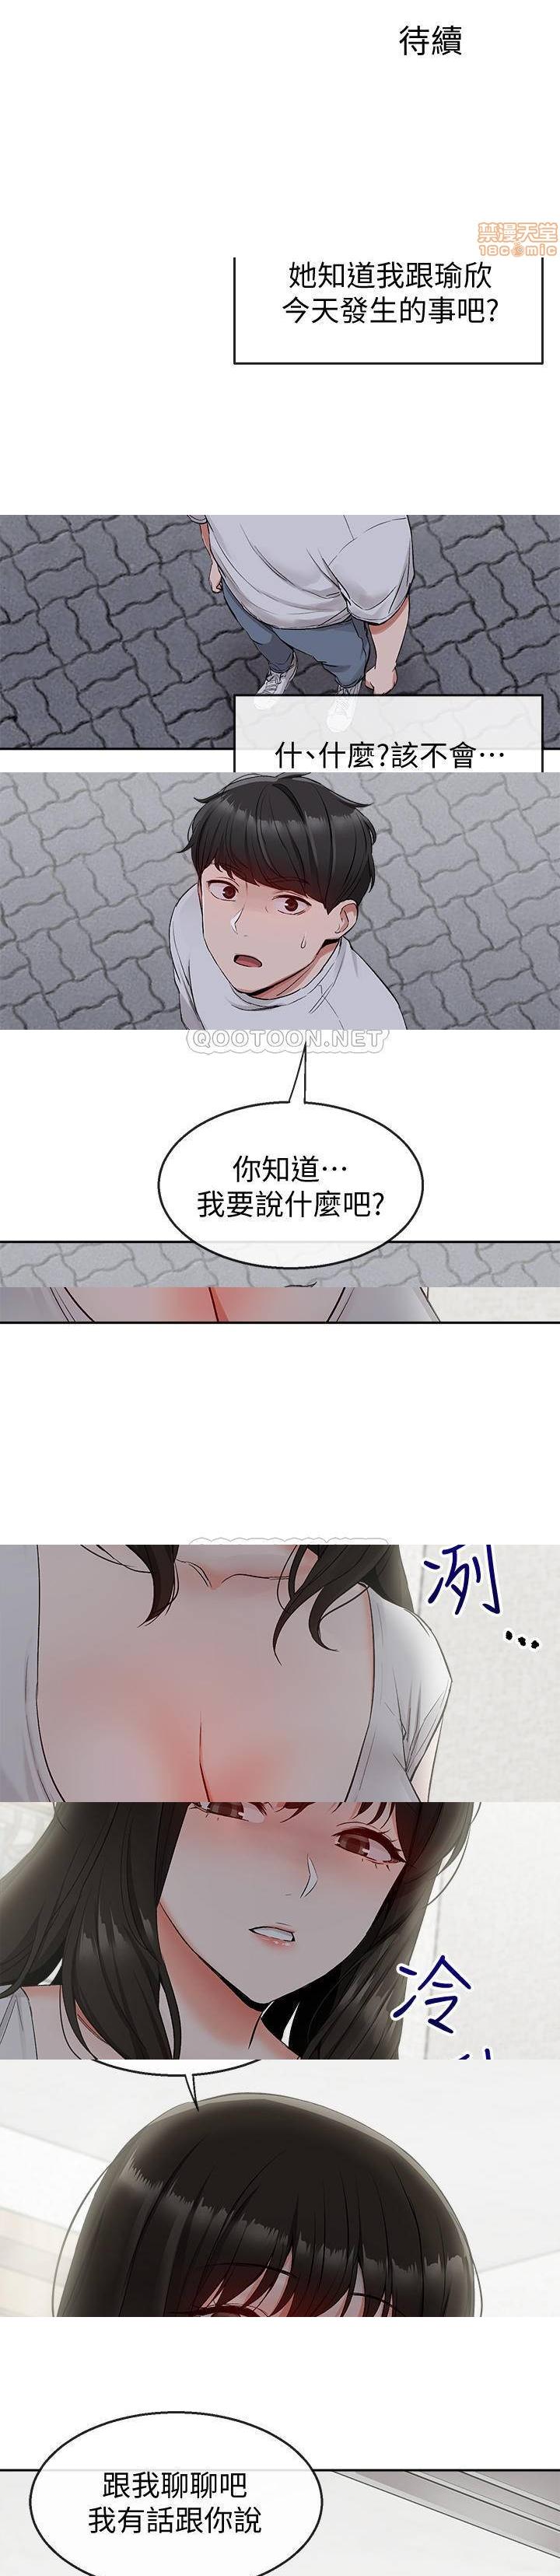 待續
禁漫天堂
18comic
她知道我跟瑜欣
今天發生的事吧?
什、什麼?該不會…
QOOTOON.NET
你知道…
我要說什麼吧?
冽…
冷
跟我聊聊吧
我有話跟你說